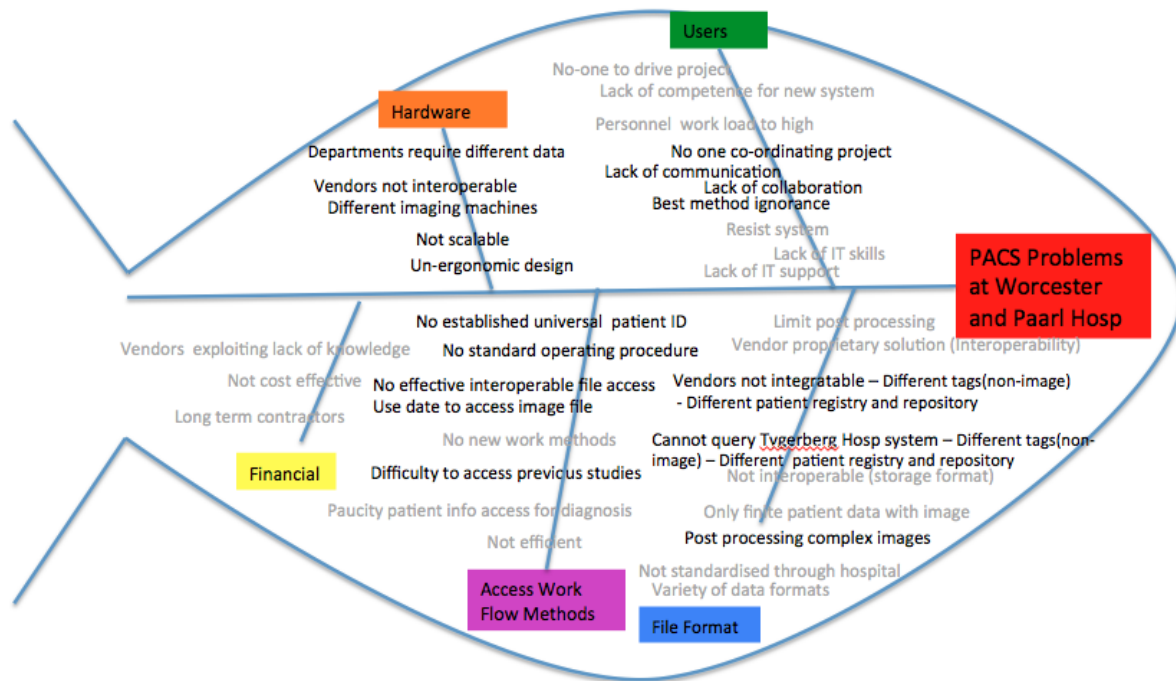 Users
No-one to drive project
Lack of competence for new system
Hardware
Personnel work load to high
Departments require different data
No one co-ordinating project
Lack of communication
Vendors not interoperable
Lack of collaboration
Different imaging machines
Best method ignorance
Resist system
Not scalable
Lack of IT skills
Un-ergonomic design
Lack of IT support
PACS Problems
at Worcester
and Paarl Hosp
No established universal patient ID
Limit post processing
Vendors exploiting lack of knowledge
No standard operating procedure
Vendor proprietary solution (Interoperability)
Not cost effective
No effective interoperable file access
Use date to access image file
Vendors not integratable – Different tags(non-image)
- Different patient registry and repository
Long term contractors
No new work methods
Cannot query Tygerberg Hosp system – Different tags(non-
image) – Different patient registry and repository
Financial
Difficulty to access previous studies
Not interoperable (storage format)
Paucity patient info access for diagnosis
Only finite patient data with image
Not efficient
Post processing complex images
Not standardised through hospital
Variety of data formats
Access Work
Flow Methods
File Format